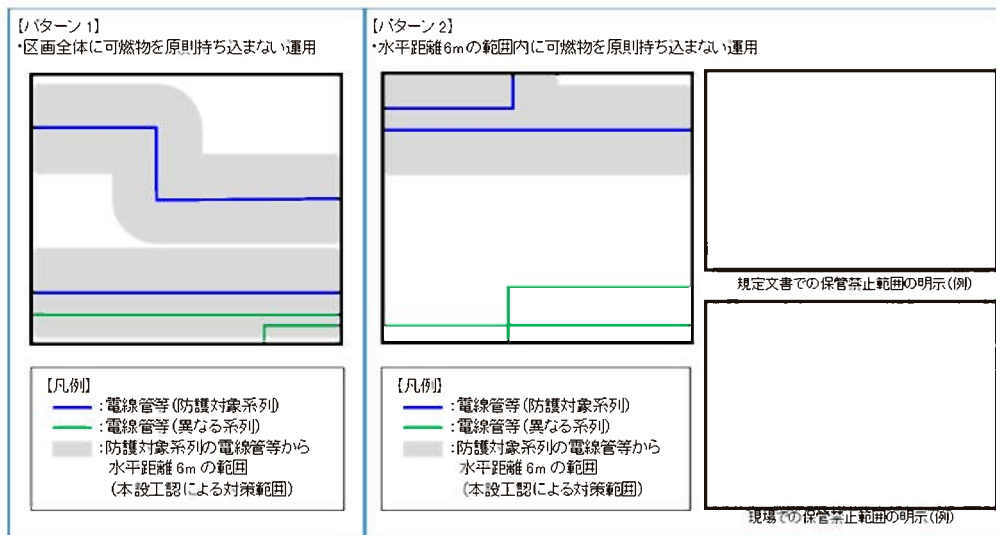 【パターン1】
・区画全体に可燃物を原則持ち込まない運用
【凡例】
：電線管等(防護対象系列)
：電線管等(異なる系列)
：防護対象系列の電線管等から
水平距離6mの範囲
(本設工認による対策範囲)
【パターン2】
・水平距離6mの範囲内に可燃物を原則持ち込まない運用
【凡例】
：電線管等(防護対象系列)
：電線管等(異なる系列)
：防護対象系列の電線管等から
水平距離6mの範囲
(本設工認による対策範囲)
規定文書での保管禁止範囲の明示(例)
現場での保管禁止範囲の明示(例)